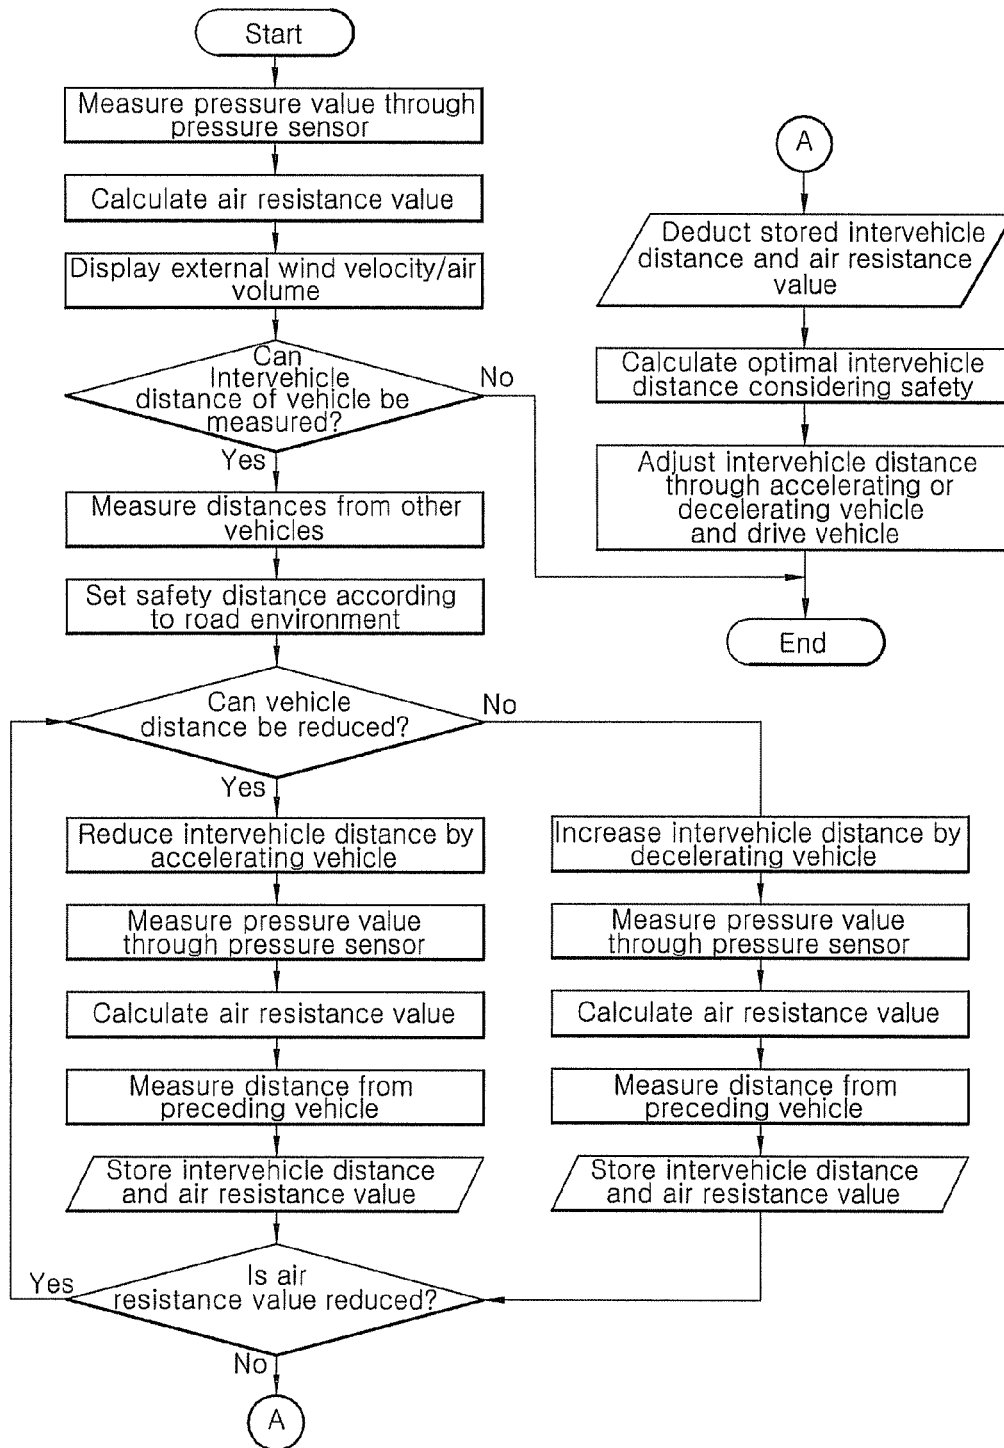 Start
Measure pressure value through
pressure sensor
Calculate air resistance value
Display external wind velocity/air
volume
Can
Intervehicle
distance of vehicle be
measured?
No
Yes
Measure distances from other
vehicles
Set safety distance according
to road environment
Can vehicle
distance be reduced?
No
Yes
Reduce intervehicle distance by
accelerating vehicle
Measure pressure value
through pressure sensor
Calculate air resistance value
Measure distance from
preceding vehicle
Store intervehicle distance
and air resistance value
Increase intervehicle distance by
decelerating vehicle
Measure pressure value
through pressure sensor
Calculate air resistance value
Measure distance from
preceding vehicle
Store intervehicle distance
and air resistance value
Is air
resistance value reduced?
Yes
No
A
A
Deduct stored intervehicle
distance and air resistance
value
Calculate optimal intervehicle
distance considering safety
Adjust intervehicle distance
through accelerating or
decelerating vehicle
and drive vehicle
End